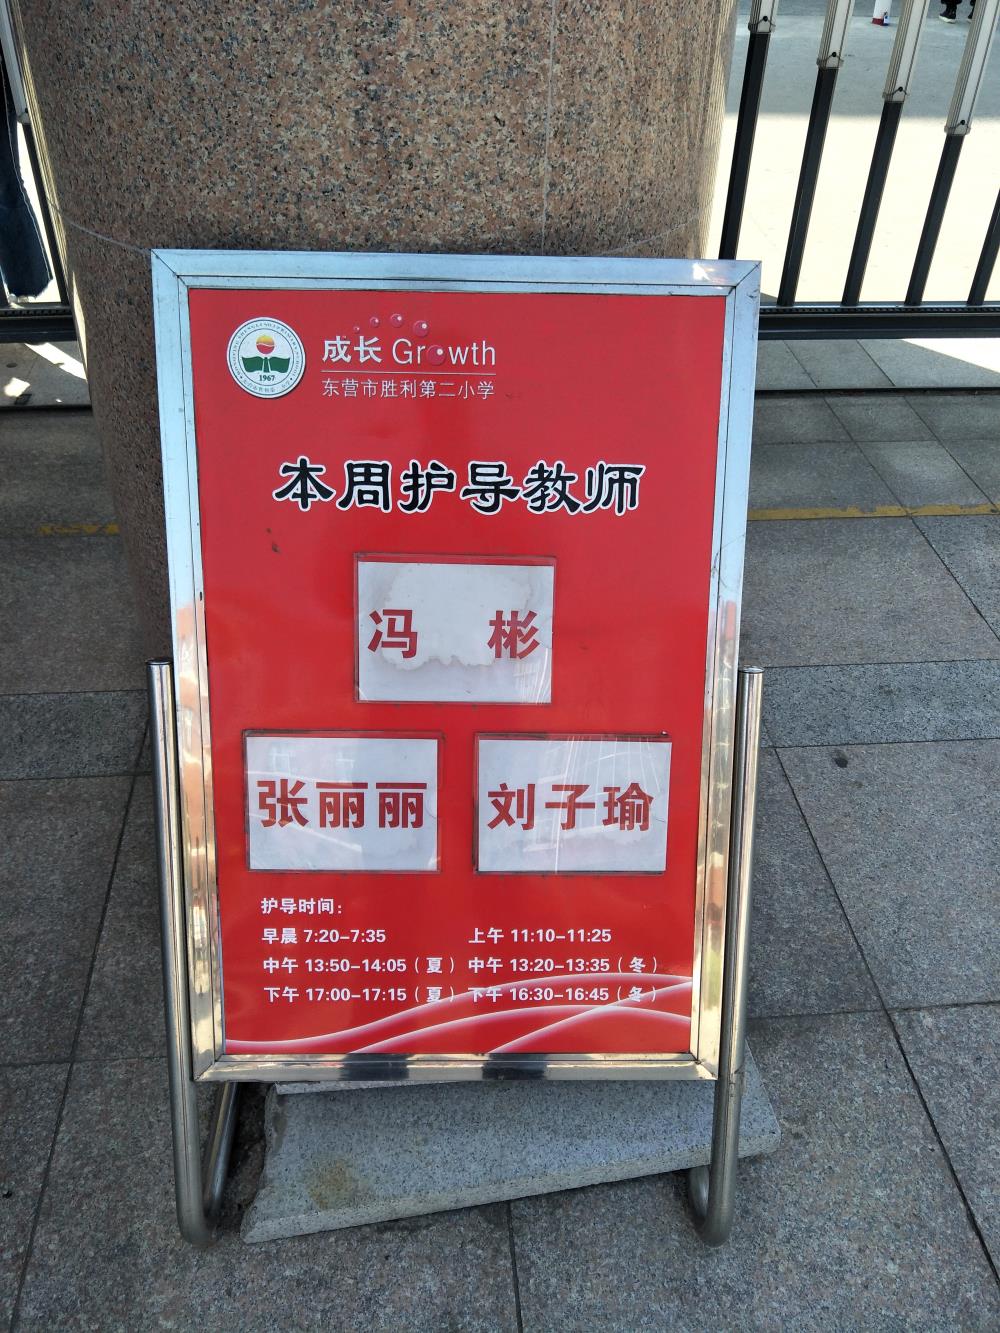 成长 Growth
东营市胜利第二小学
1967
本周护导教师
冯 彬
张丽丽 刘子瑜
护导时间：
早晨 7:20-7:35 上午 11:10-11:25
中午 13:50-14:05（夏） 中午 13:20-13:35（冬）
下午 17:00-17:15（夏） 下午 16:30-16:45（冬）